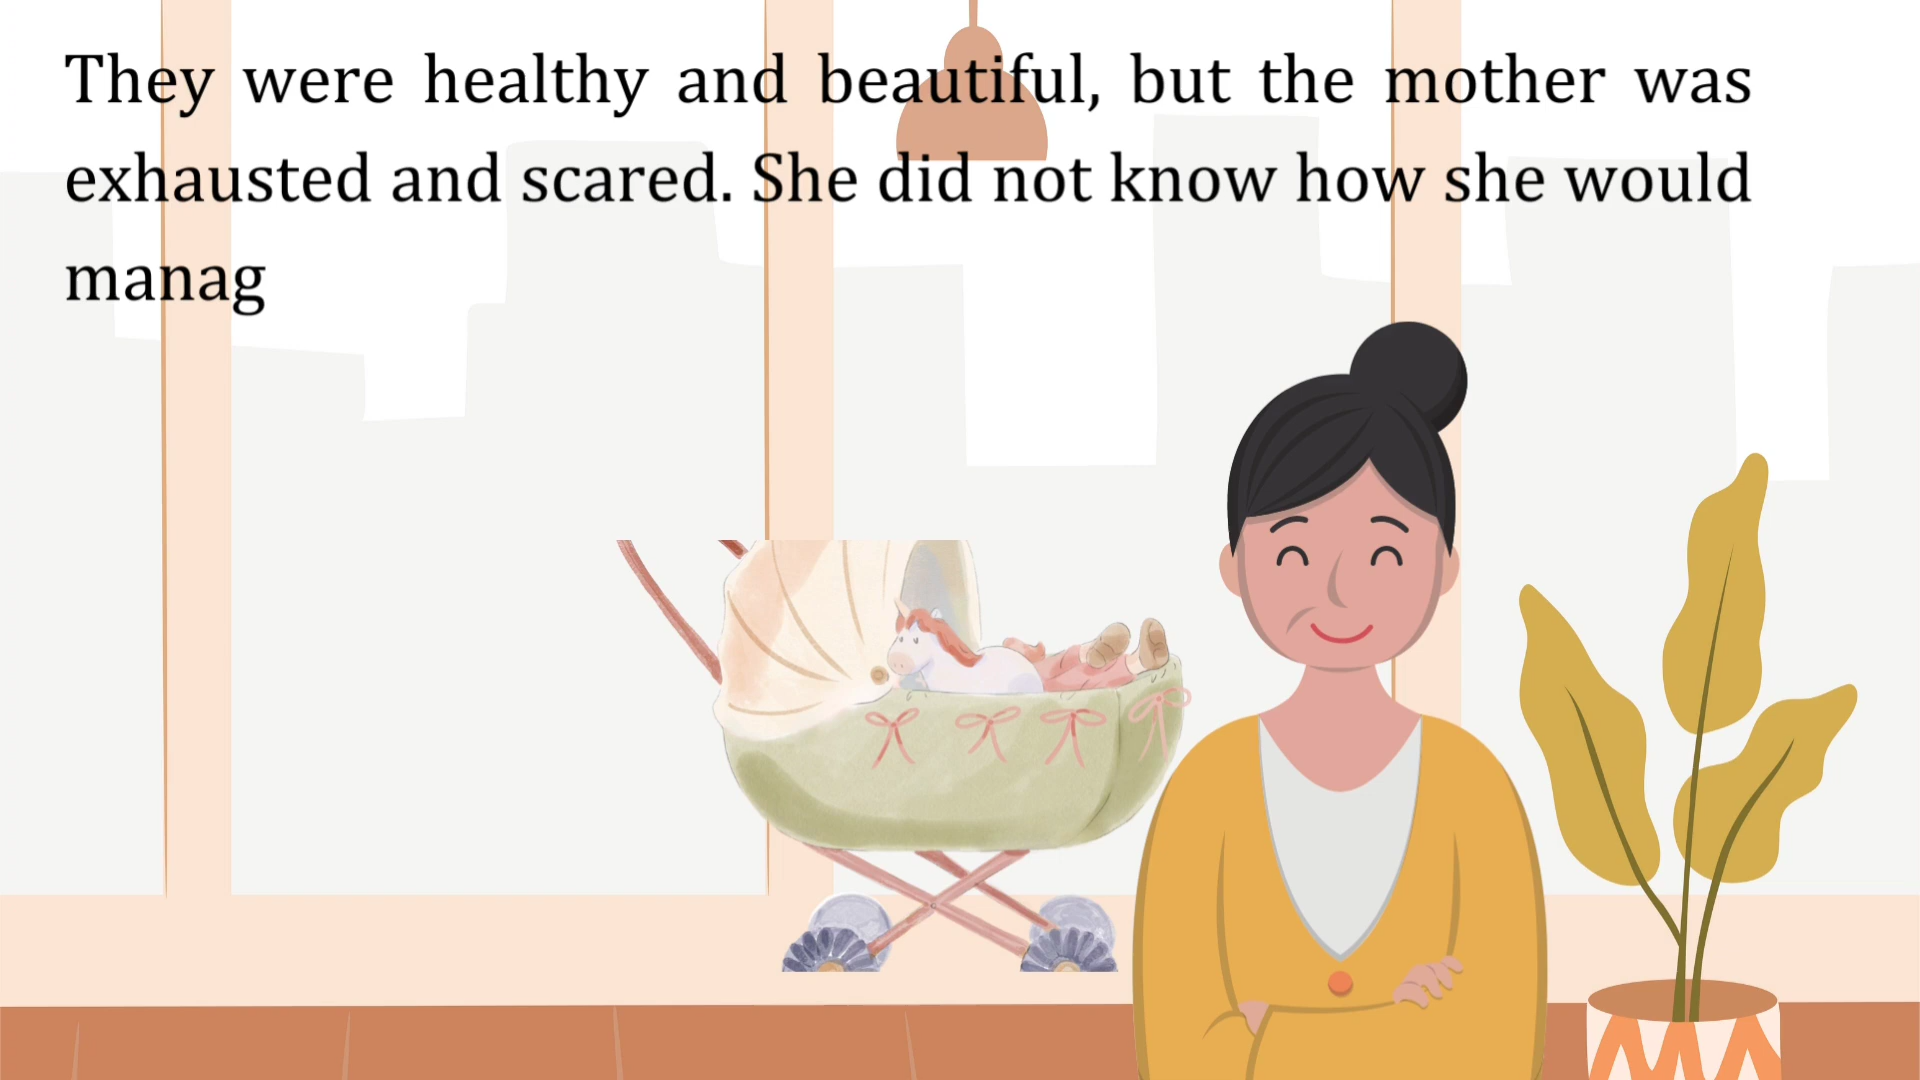 They were healthy and beautiful, but the mother was
exhausted and scared. She did not know how she would
manag